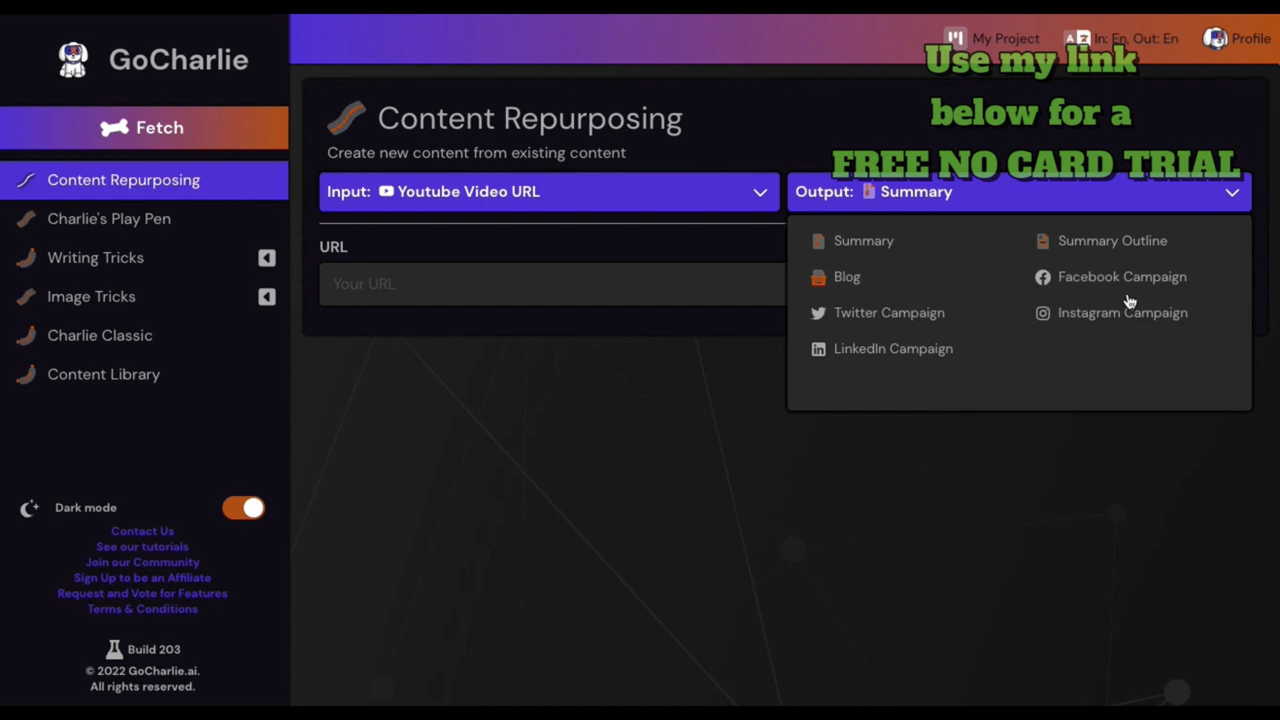 GoCharlie
Fetch
Content Repurposing
Charlie's Play Pen
Writing Tricks
Image Tricks
Charlie Classic
Content Library
Dark mode
Contact Us
See our tutorials
Join our Community
Sign Up to be an Affiliate
Request and Vote for Features
Terms & Conditions
Build 203
© 2022 GoCharlie.ai.
All rights reserved.
My Project In: En, Out: En Profile
Use my link
below for a
FREE NO CARD TRIAL
Content Repurposing
Create new content from existing content
Input: Youtube Video URL
Output: Summary
URL
Your URL
Summary Summary Outline
Blog Facebook Campaign
Twitter Campaign Instagram Campaign
LinkedIn Campaign